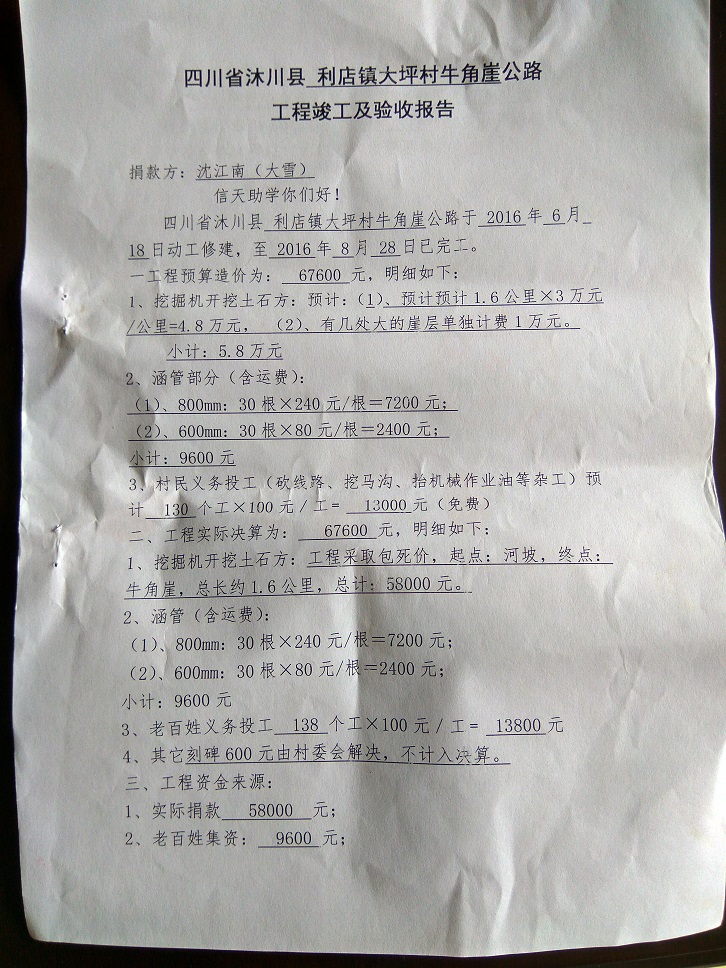 四川省沐川县 利店镇大坪村牛角崖公路
工程竣工及验收报告
捐款方：沈江南（大雪）
信天助学你们好！
四川省沐川县 利店镇大坪村牛角崖公路于 2016 年 6 月
18 日动工修建，至 2016 年 8 月 28 日已完工。
一工程预算造价为： 67600 元，明细如下：
1、挖掘机开挖土石方：预计：（1）、预计预计 1.6 公里×3 万元
/公里=4.8 万元， （2）、有几处大的崖层单独计费 1 万元。
小计：5.8 万元
2、涵管部分（含运费）：
（1）、800mm：30 根×240 元/根＝7200 元；
（2）、600mm：30 根×80 元/根＝2400 元；
小计：9600 元
3、村民义务投工（砍线路、挖马沟、抬机械作业油等杂工）预
计 130 个工×100 元／工＝ 13000 元（免费）
二、工程实际决算为： 67600 元，明细如下：
1、挖掘机开挖土石方：工程采取包死价，起点：河坡，终点：
牛角崖，总长约 1.6 公里，总计：58000 元。
2、涵管（含运费）：
（1）、800mm：30 根×240 元/根＝7200 元；
（2）、600mm：30 根×80 元/根＝2400 元；
小计：9600 元
3、老百姓义务投工 138 个工×100 元／工＝ 13800 元
4、其它刻碑 600 元由村委会解决，不计入决算。
三、工程资金来源：
1、实际捐款 58000 元；
2、老百姓集资： 9600 元；